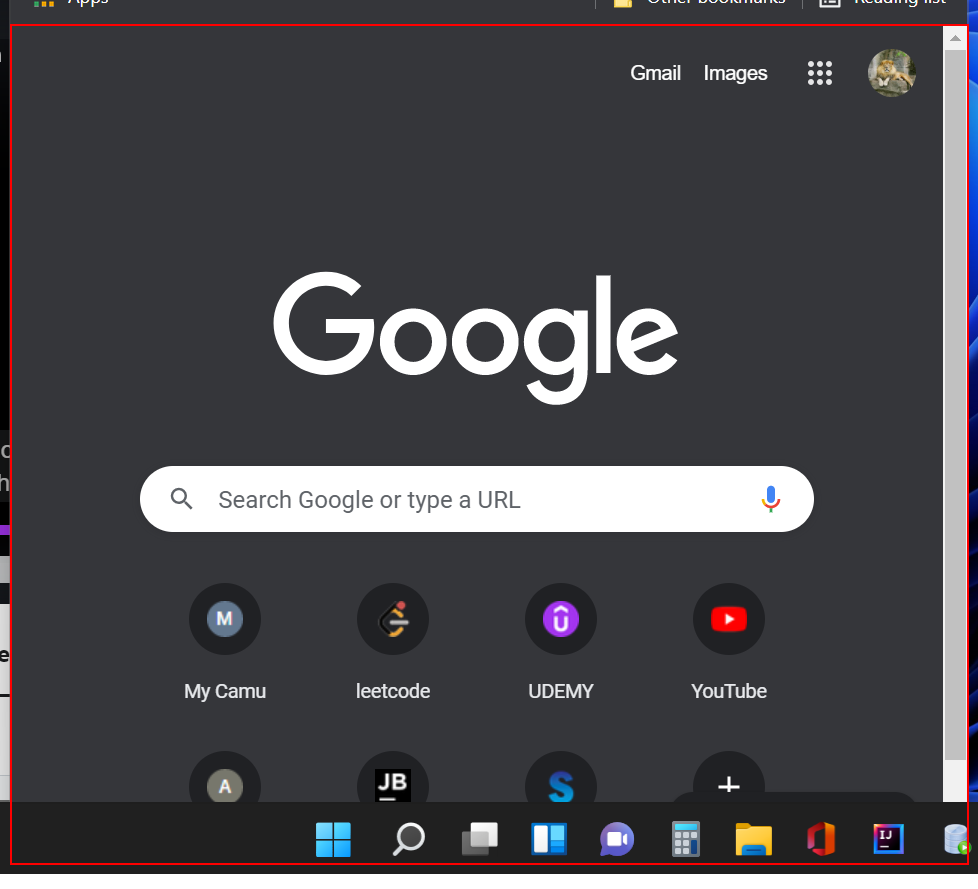 Apps
Other bookmarks
Reading list
Gmail Images
Google
Search Google or type a URL
M
My Camu
leetcode
UDEMY
YouTube
A
JB
S
IJ